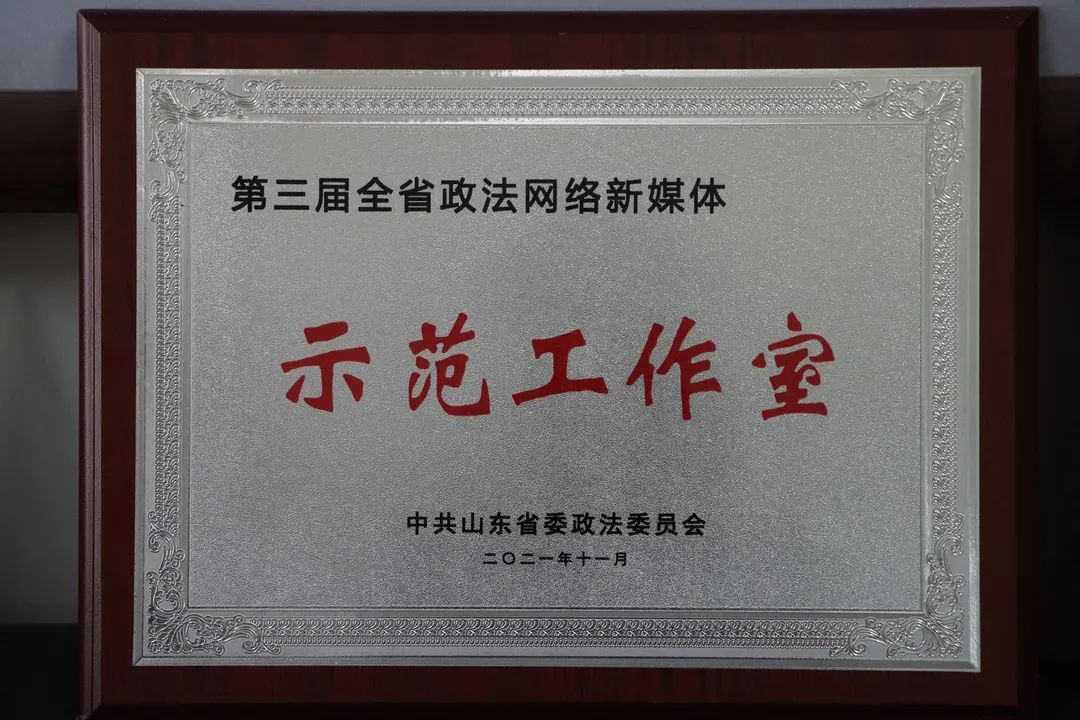 第三届全省政法网络新媒体
示范工作室
中共山东省委政法委员会
二〇二一年十一月